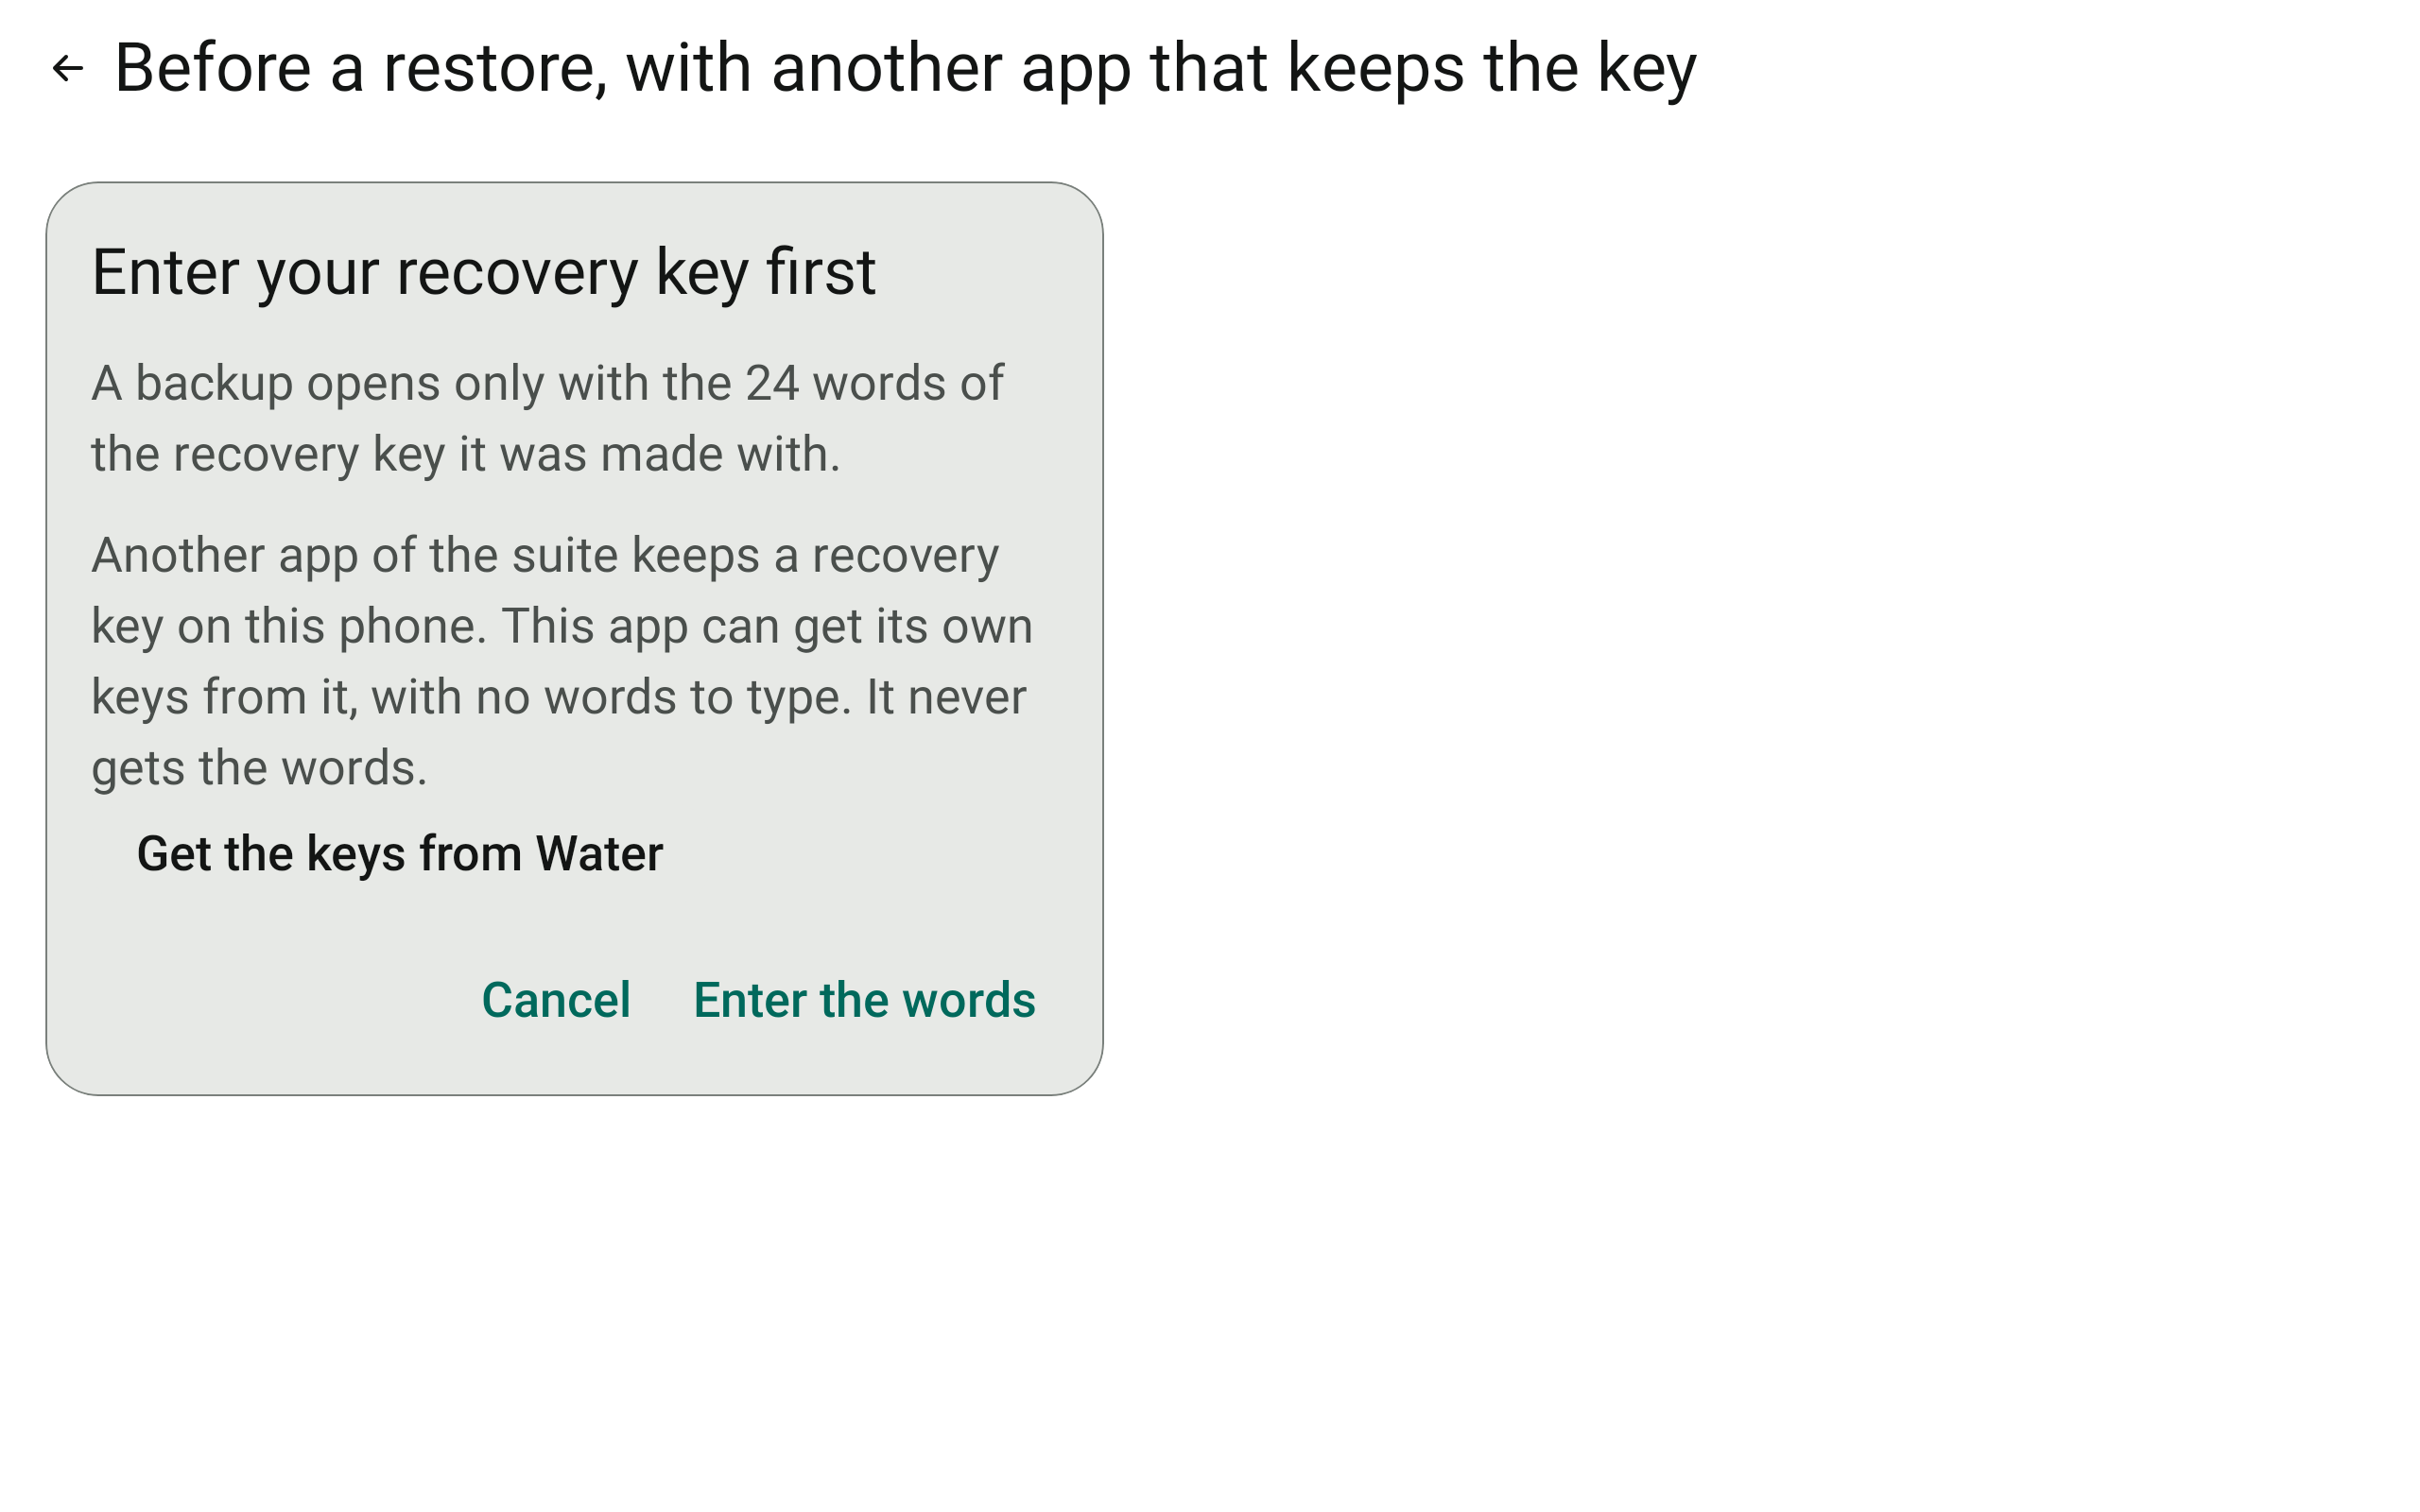 Before a restore, with another app that keeps the key
Enter your recovery key first
A backup opens only with the 24 words of
the recovery key it was made with.
Another app of the suite keeps a recovery
key on this phone. This app can get its own
keys from it, with no words to type. It never
gets the words.
Get the keys from Water
Cancel Enter the words